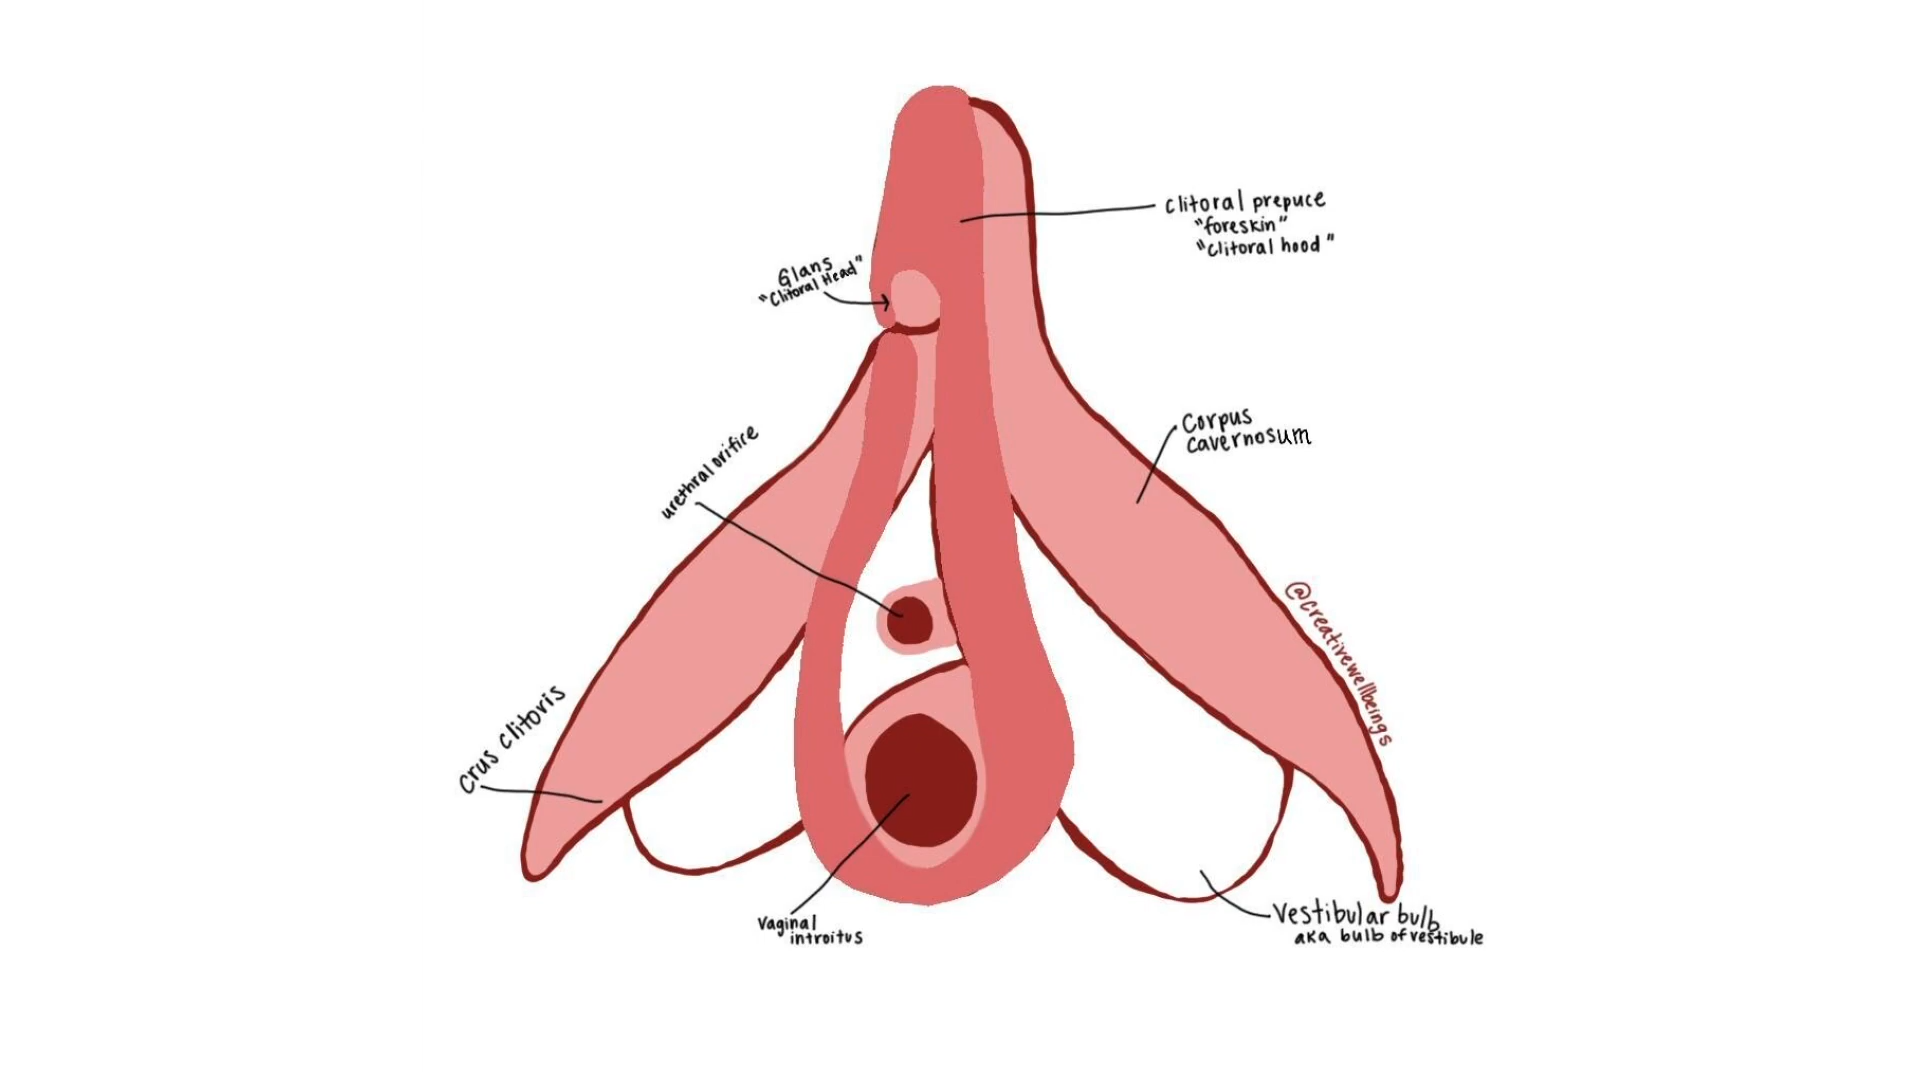 clitoral prepuce
"foreskin"
"clitoral hood"
Glans
"Clitoral Head"
Corpus
cavernosum
urethral orifice
@creativewellbeings
crus clitoris
Vaginal
introitus
Vestibular bulb
aka bulb of vestibule